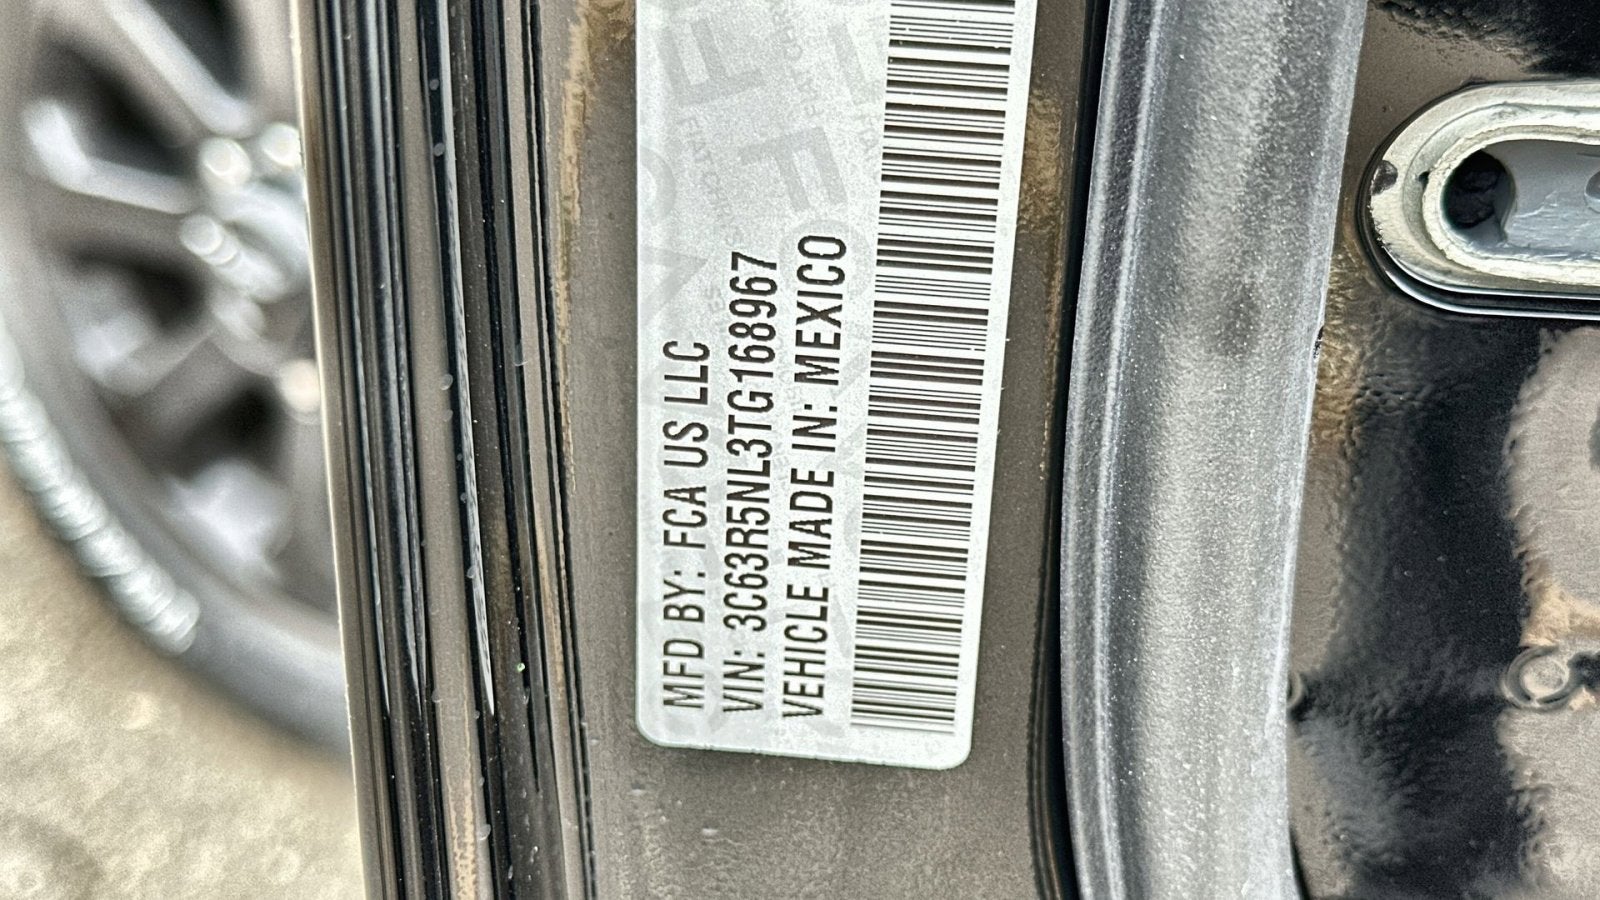 MFD BY: FCA US LLC
VIN: 3C63R5NL3TG168967
VEHICLE MADE IN: MEXICO